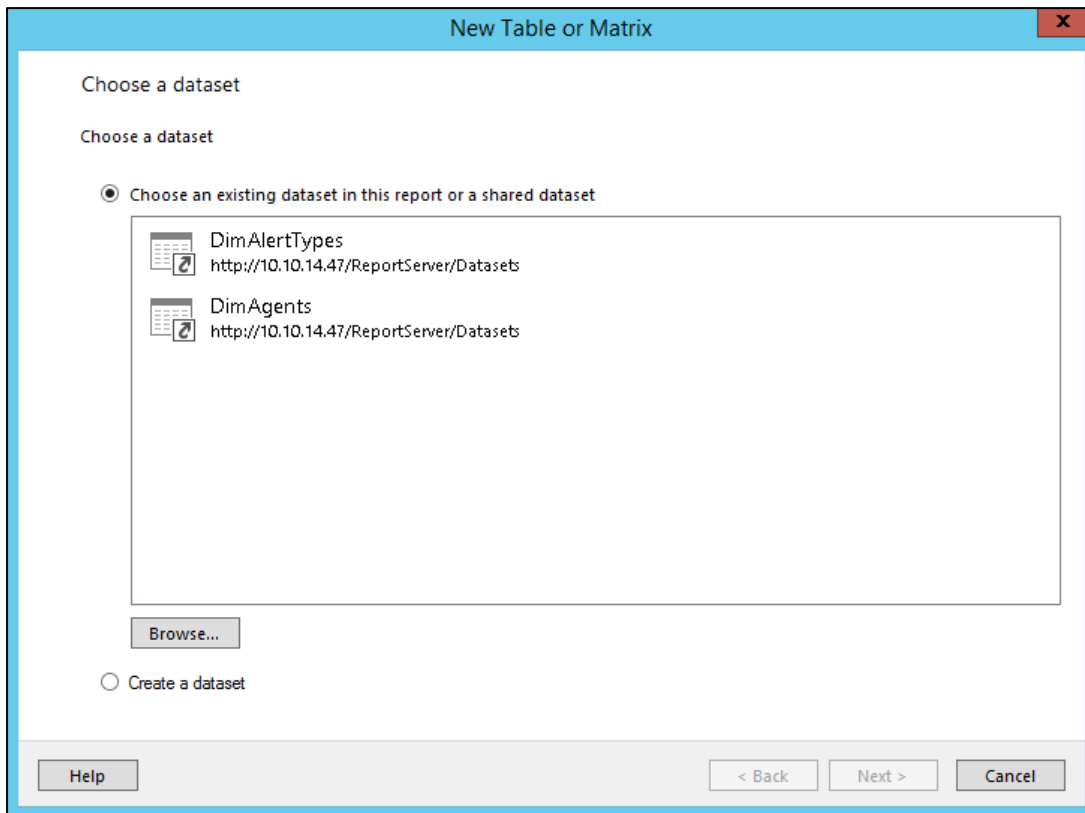 New Table or Matrix
x
Choose a dataset
Choose a dataset
Choose an existing dataset in this report or a shared dataset
DimAlertTypes
http://10.10.14.47/ReportServer/Datasets
DimAgents
http://10.10.14.47/ReportServer/Datasets
Browse...
Create a dataset
Help
< Back
Next >
Cancel